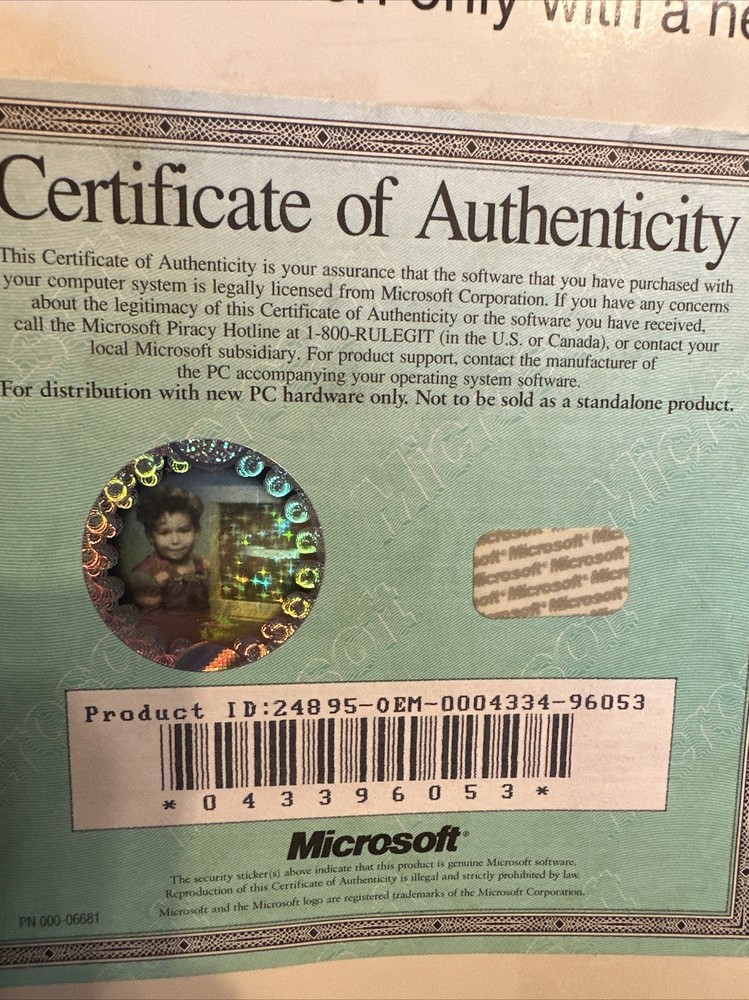 only with a
Certificate of Authenticity
This Certificate of Authenticity is your assurance that the software that you have purchased with
your computer system is legally licensed from Microsoft Corporation. If you have any concerns
about the legitimacy of this Certificate of Authenticity or the software you have received,
call the Microsoft Piracy Hotline at 1-800-RULEGIT (in the U.S. or Canada), or contact your
local Microsoft subsidiary. For product support, contact the manufacturer of
the PC accompanying your operating system software.
For distribution with new PC hardware only. Not to be sold as a standalone product.
Microsoft® Mic
soft® Microsoft®
Microsoft® Micr
soft® Microsoft
Product ID:24895-OEM-0004334-96053
* 0 4 3 3 9 6 0 5 3 *
Microsoft®
The security sticker(s) above indicate that this product is genuine Microsoft software.
Reproduction of this Certificate of Authenticity is illegal and strictly prohibited by law.
Microsoft and the Microsoft logo are registered trademarks of the Microsoft Corporation.
PN 000-06681